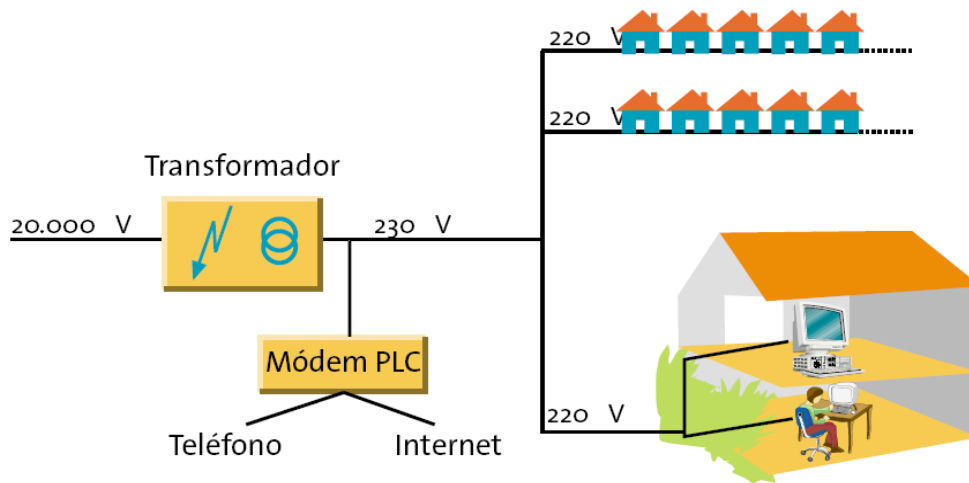 220 V
220 V
Transformador
20.000 V
230 V
Módem PLC
Teléfono
Internet
220 V